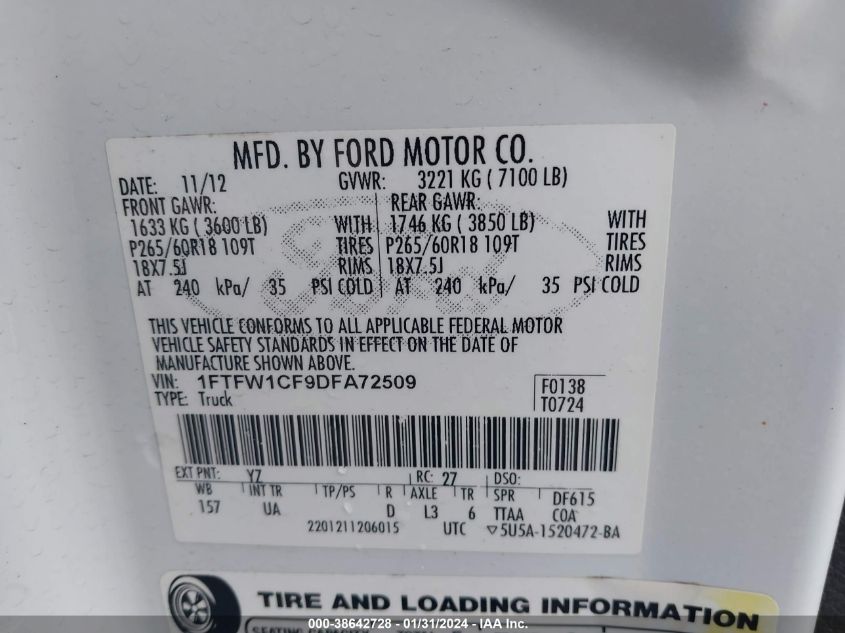 MFD. BY FORD MOTOR CO.
DATE: 11/12 GVWR: 3221 KG ( 7100 LB)
FRONT GAWR: REAR GAWR:
1633 KG ( 3600 LB) WITH 1746 KG ( 3850 LB) WITH
P265/60R18 109T TIRES P265/60R18 109T TIRES
18X7.5J RIMS 18X7.5J RIMS
AT 240 kPa/ 35 PSI COLD AT 240 kPa/ 35 PSI COLD
THIS VEHICLE CONFORMS TO ALL APPLICABLE FEDERAL MOTOR
VEHICLE SAFETY STANDARDS IN EFFECT ON THE DATE OF
MANUFACTURE SHOWN ABOVE.
VIN: 1FTFW1CF9DFA72509 F0138
TYPE: Truck T0724
EXT PNT: YZ RC: 27 DSO:
WB INT TR TP/PS R AXLE TR SPR DF615
157 UA D L3 6 TTAA COA
2201211206015 UTC ▽5U5A-1520472-BA
TIRE AND LOADING INFORMATION
SEATING CAPACITY
000-38642728 - 01/31/2024 - IAA Inc.